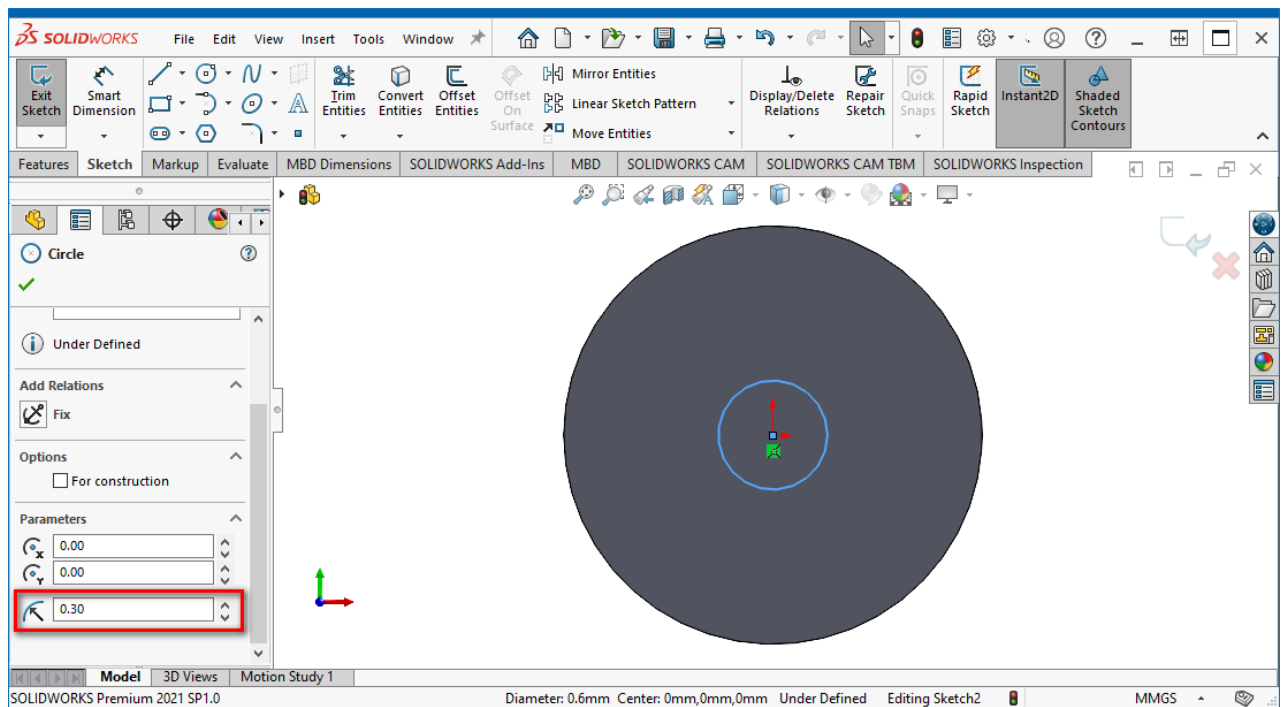 SOLIDWORKS File Edit View Insert Tools Window
Exit Sketch
Smart Dimension
Trim Entities
Convert Entities
Offset Entities
Offset On Surface
Mirror Entities
Linear Sketch Pattern
Move Entities
Display/Delete Relations
Repair Sketch
Quick Snaps
Rapid Sketch
Instant2D
Shaded Sketch Contours
Features Sketch Markup Evaluate MBD Dimensions SOLIDWORKS Add-Ins MBD SOLIDWORKS CAM SOLIDWORKS CAM TBM SOLIDWORKS Inspection
Circle
Under Defined
Add Relations
Fix
Options
For construction
Parameters
0.00
0.00
0.30
Model 3D Views Motion Study 1
SOLIDWORKS Premium 2021 SP1.0 Diameter: 0.6mm Center: 0mm,0mm,0mm Under Defined Editing Sketch2 MMGS